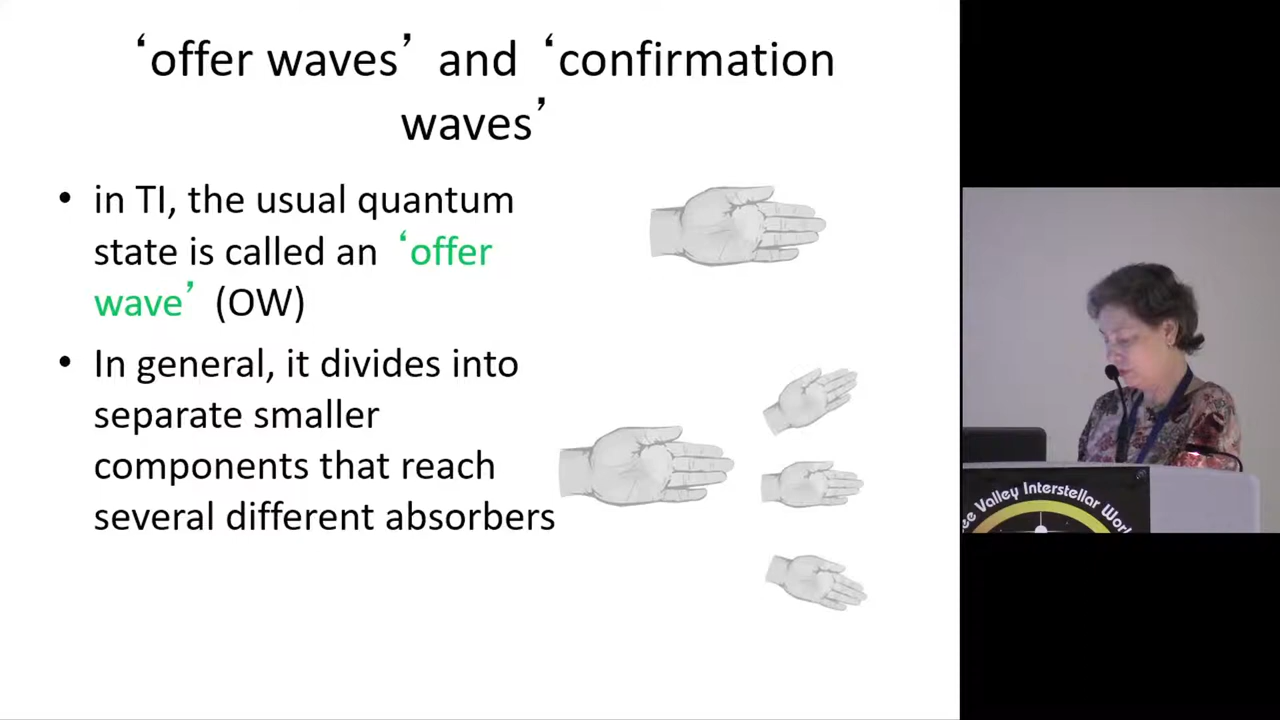 ‘offer waves’ and ‘confirmation
waves’
• in TI, the usual quantum
state is called an ‘offer
wave’ (OW)
• In general, it divides into
separate smaller
components that reach
several different absorbers
Valley Interstellar